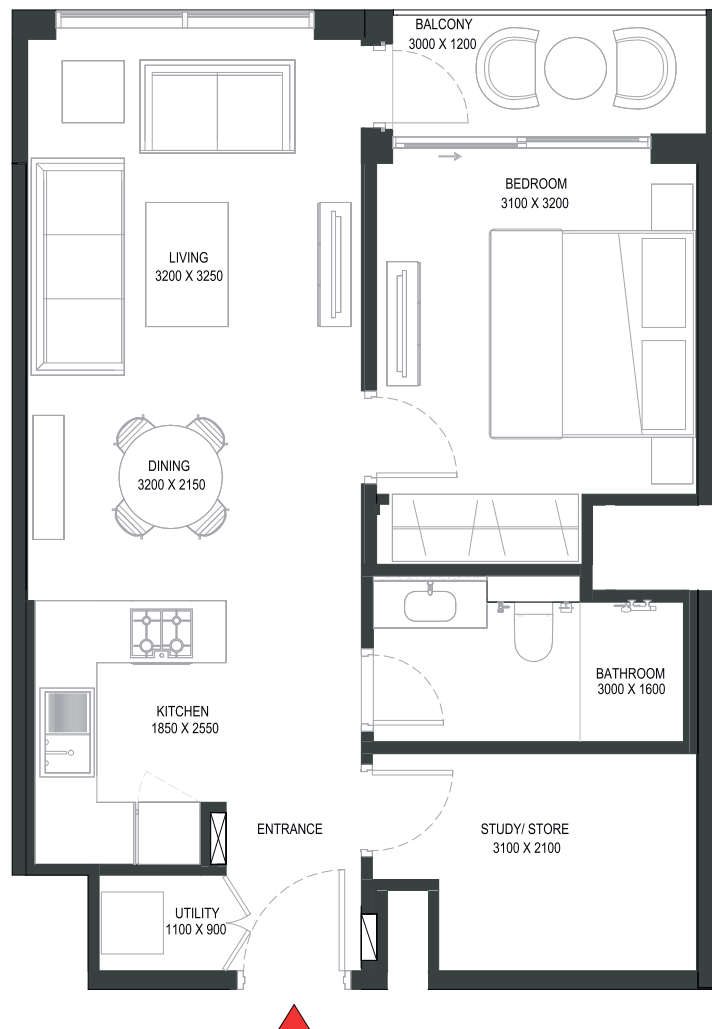 BALCONY
3000 X 1200
BEDROOM
3100 X 3200
LIVING
3200 X 3250
DINING
3200 X 2150
BATHROOM
3000 X 1600
KITCHEN
1850 X 2550
ENTRANCE
STUDY/ STORE
3100 X 2100
UTILITY
1100 X 900